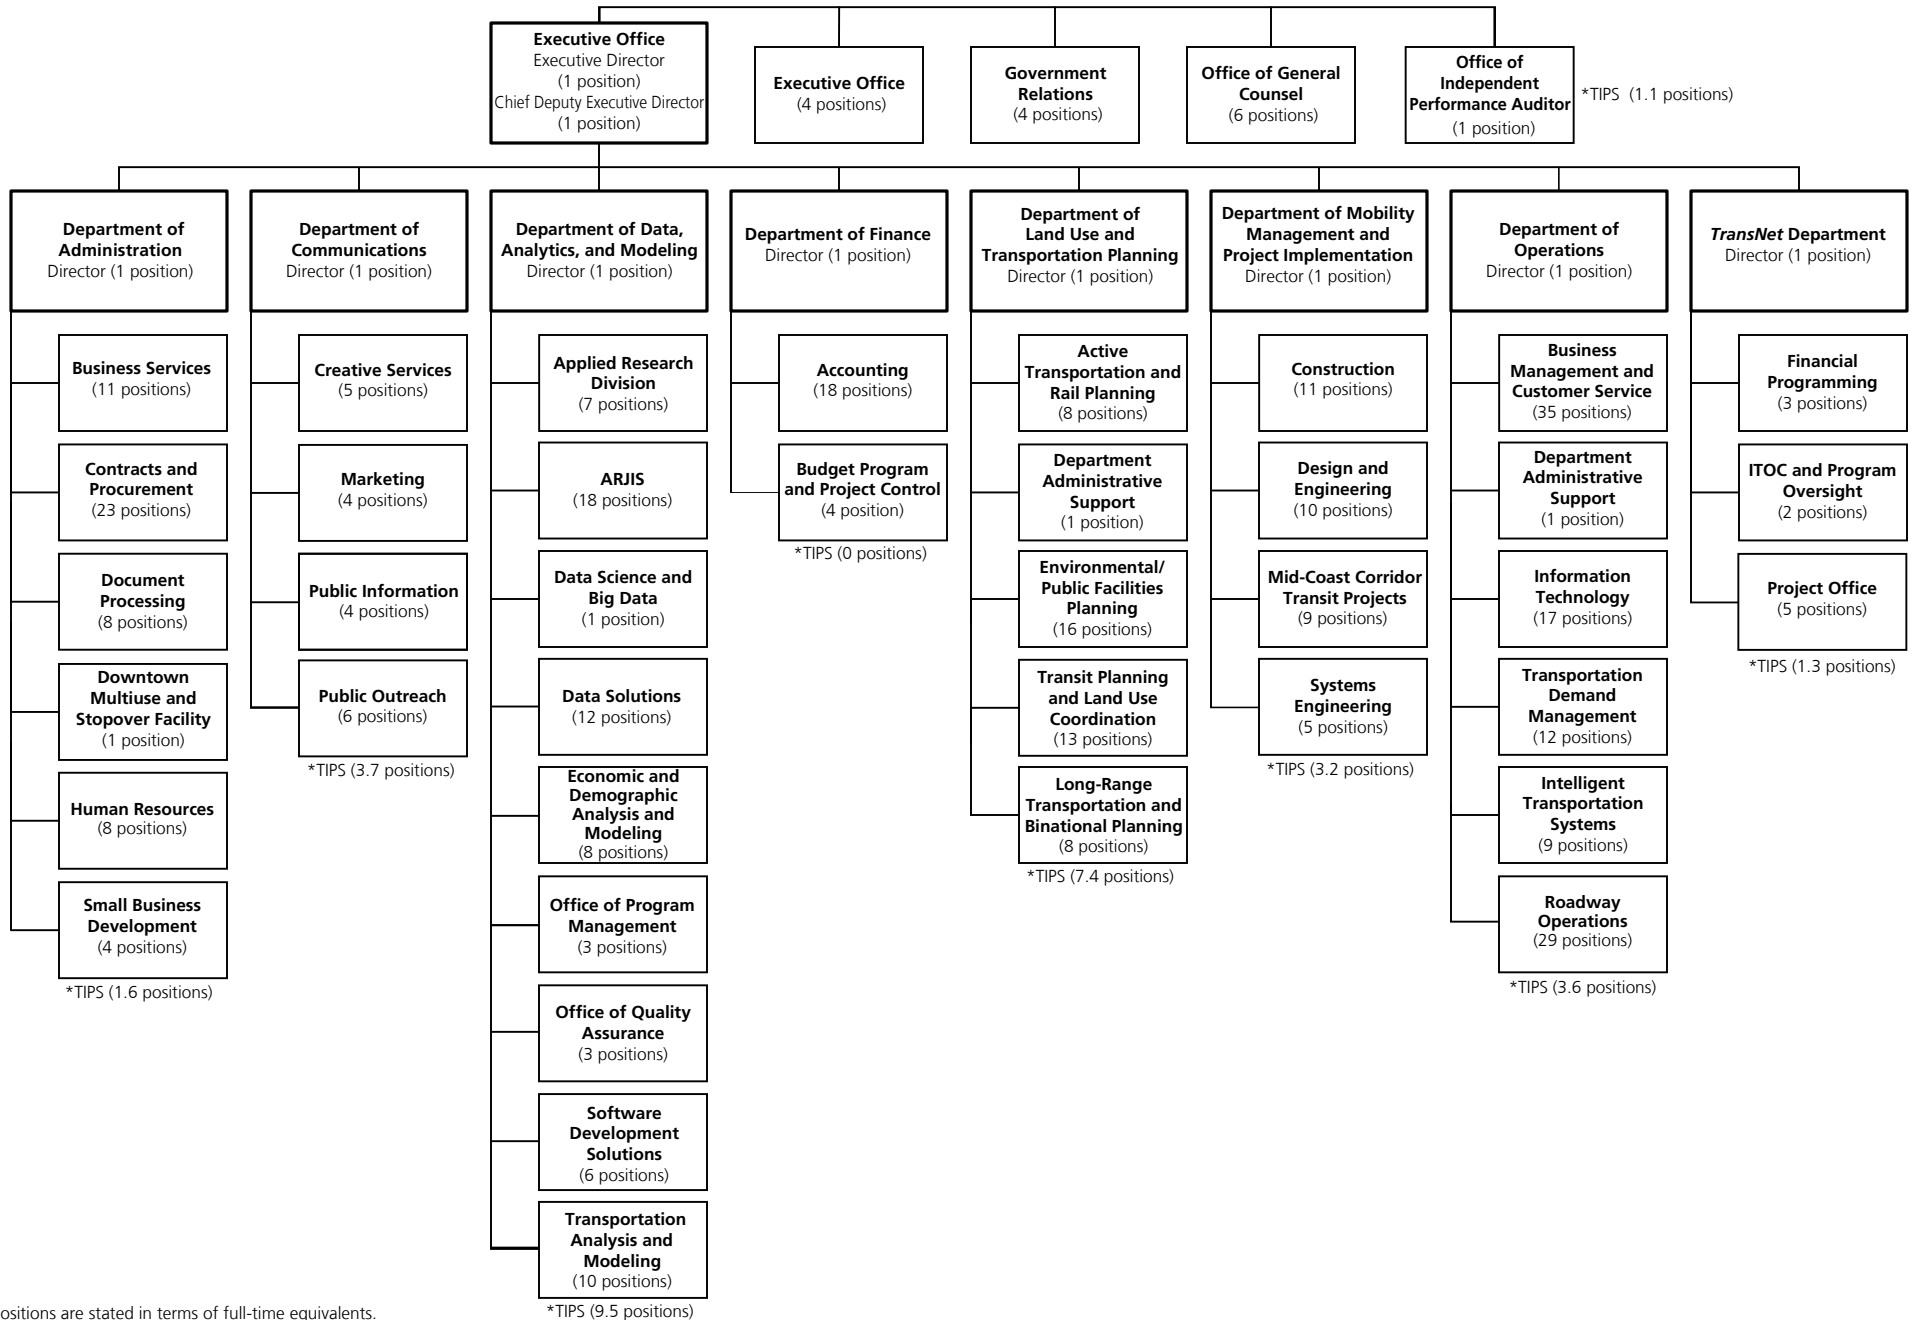 Executive Office
Executive Director
(1 position)
Chief Deputy Executive Director
(1 position)
Executive Office
(4 positions)
Government
Relations
(4 positions)
Office of General
Counsel
(6 positions)
Office of
Independent
Performance Auditor
(1 position)
*TIPS (1.1 positions)
Department of
Administration
Director (1 position)
Business Services
(11 positions)
Contracts and
Procurement
(23 positions)
Document
Processing
(8 positions)
Downtown
Multiuse and
Stopover Facility
(1 position)
Human Resources
(8 positions)
Small Business
Development
(4 positions)
*TIPS (1.6 positions)
Department of
Communications
Director (1 position)
Creative Services
(5 positions)
Marketing
(4 positions)
Public Information
(4 positions)
Public Outreach
(6 positions)
*TIPS (3.7 positions)
Department of Data,
Analytics, and Modeling
Director (1 position)
Applied Research
Division
(7 positions)
ARJIS
(18 positions)
Data Science and
Big Data
(1 position)
Data Solutions
(12 positions)
Economic and
Demographic
Analysis and
Modeling
(8 positions)
Office of Program
Management
(3 positions)
Office of Quality
Assurance
(3 positions)
Software
Development
Solutions
(6 positions)
Transportation
Analysis and
Modeling
(10 positions)
*TIPS (9.5 positions)
Department of Finance
Director (1 position)
Accounting
(18 positions)
Budget Program
and Project Control
(4 position)
*TIPS (0 positions)
Department of
Land Use and
Transportation Planning
Director (1 position)
Active
Transportation and
Rail Planning
(8 positions)
Department
Administrative
Support
(1 position)
Environmental/
Public Facilities
Planning
(16 positions)
Transit Planning
and Land Use
Coordination
(13 positions)
Long-Range
Transportation and
Binational Planning
(8 positions)
*TIPS (7.4 positions)
Department of Mobility
Management and
Project Implementation
Director (1 position)
Construction
(11 positions)
Design and
Engineering
(10 positions)
Mid-Coast Corridor
Transit Projects
(9 positions)
Systems
Engineering
(5 positions)
*TIPS (3.2 positions)
Department of
Operations
Director (1 position)
Business
Management and
Customer Service
(35 positions)
Department
Administrative
Support
(1 position)
Information
Technology
(17 positions)
Transportation
Demand
Management
(12 positions)
Intelligent
Transportation
Systems
(9 positions)
Roadway
Operations
(29 positions)
*TIPS (3.6 positions)
TransNet Department
Director (1 position)
Financial
Programming
(3 positions)
ITOC and Program
Oversight
(2 positions)
Project Office
(5 positions)
*TIPS (1.3 positions)
ositions are stated in terms of full-time equivalents.